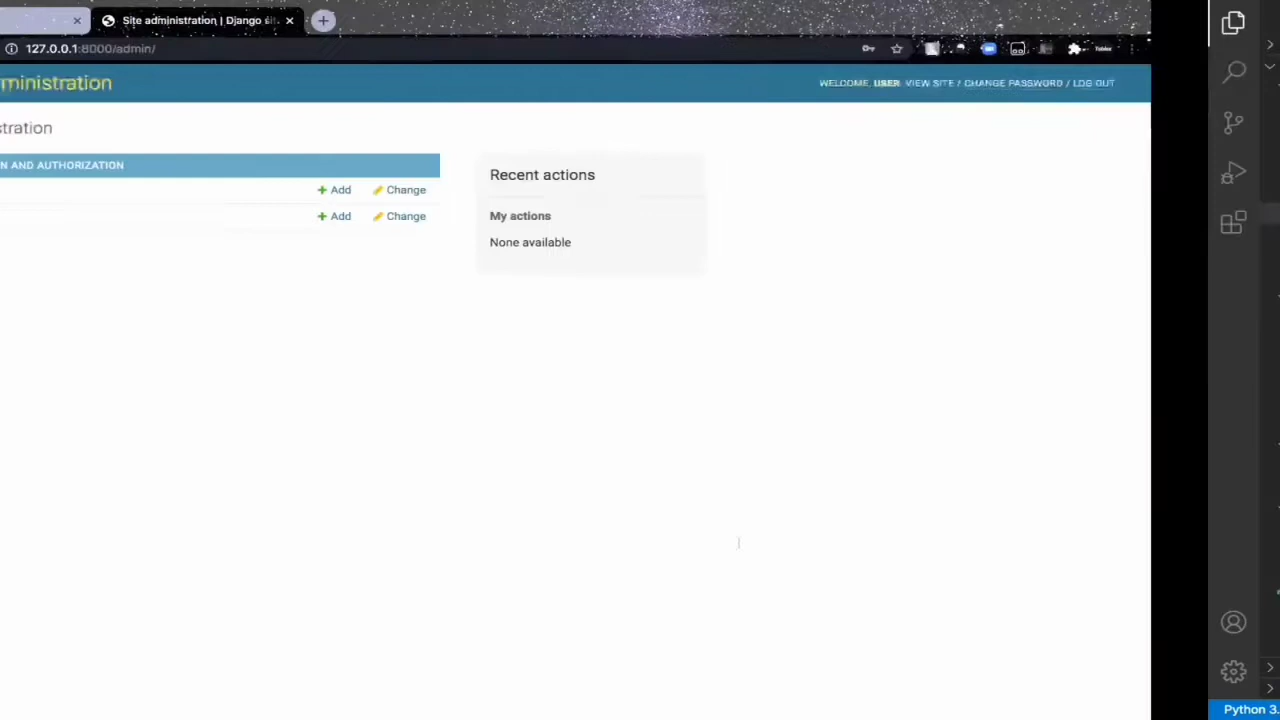 Site administration | Django sit
127.0.0.1:8000/admin/
ministration
WELCOME, USER. VIEW SITE / CHANGE PASSWORD / LOG OUT
stration
N AND AUTHORIZATION
Add Change
Add Change
Recent actions
My actions
None available
Python 3.